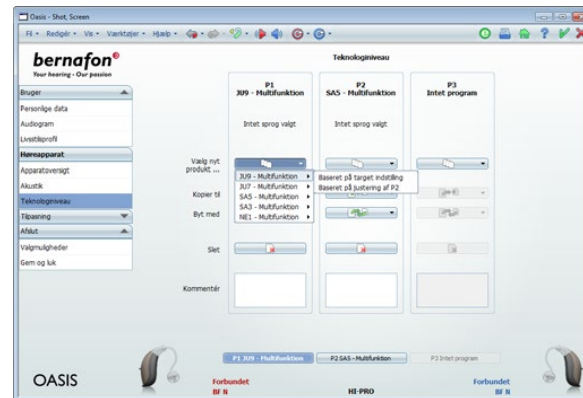 Oasis - Shot, Screen
Fil Redigér Vis Værktøjer Hjælp
bernafon®
Your hearing · Our passion
Teknologiniveau
Bruger
Personlige data
Audiogram
Livsstilsprofil
Høreapparat
Apparatoversigt
Akustik
Teknologiniveau
Tilpasning
Afslut
Valgmuligheder
Gem og luk
P1
JU9 - Multifunktion
P2
SA5 - Multifunktion
P3
Intet program
Intet sprog valgt
Intet sprog valgt
Vælg nyt
produkt ...
JU9 - Multifunktion
JU7 - Multifunktion
SA5 - Multifunktion
SA3 - Multifunktion
NE1 - Multifunktion
Baseret på target indstilling
Baseret på justering af P2
Kopier til
Byt med
Slet
Kommentér
P1 JU9 - Multifunktion
P2 SA5 - Multifunktion
P3 Intet program
OASIS
Forbundet
BF N
HI-PRO
Forbundet
BF N